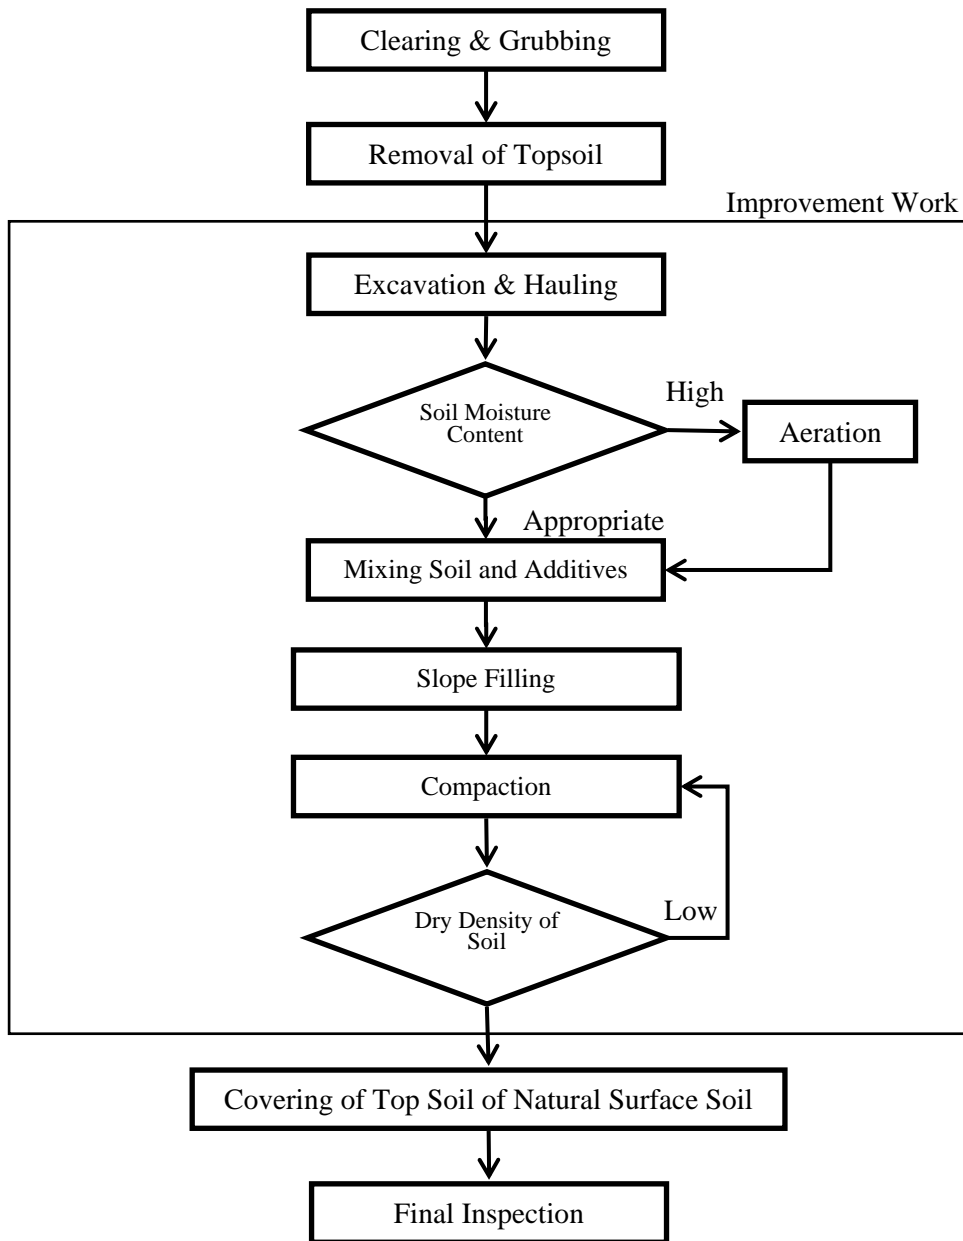 Clearing & Grubbing
Removal of Topsoil
Improvement Work
Excavation & Hauling
Soil Moisture
Content
High
Aeration
Appropriate
Mixing Soil and Additives
Slope Filling
Compaction
Dry Density of
Soil
Low
Covering of Top Soil of Natural Surface Soil
Final Inspection